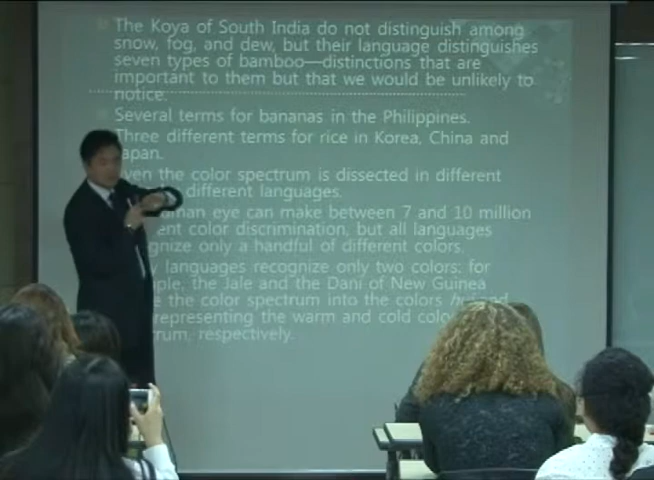 The Koya of South India do not distinguish among
snow, fog, and dew, but their language distinguishes
seven types of bamboo—distinctions that are
important to them but that we would be unlikely to
notice.
Several terms for bananas in the Philippines.
Three different terms for rice in Korea, China and
apan.
ven the color spectrum is dissected in different
different languages.
man eye can make between 7 and 10 million
ent color discrimination, but all languages
gnize only a handful of different colors.
y languages recognize only two colors: for
ple, the Jale and the Dani of New Guinea
e the color spectrum into the colors
representing the warm and cold
trum, respectively.